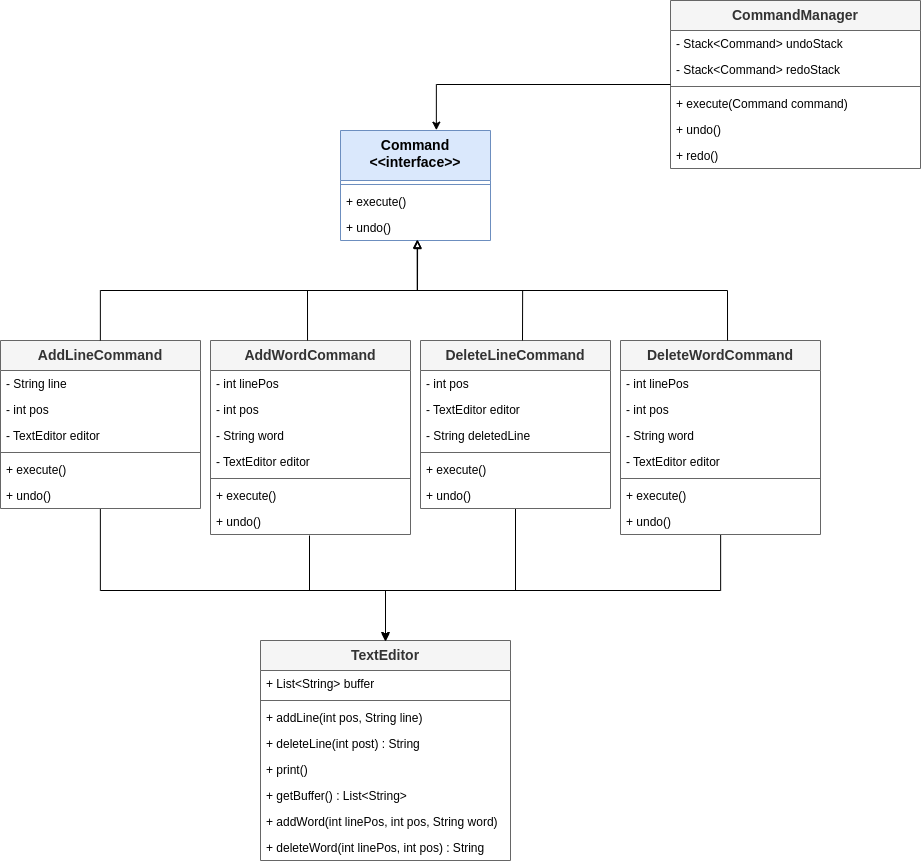 CommandManager
- Stack<Command> undoStack
- Stack<Command> redoStack
+ execute(Command command)
+ undo()
+ redo()
Command
<<interface>>
+ execute()
+ undo()
AddLineCommand
- String line
- int pos
- TextEditor editor
+ execute()
+ undo()
AddWordCommand
- int linePos
- int pos
- String word
- TextEditor editor
+ execute()
+ undo()
DeleteLineCommand
- int pos
- TextEditor editor
- String deletedLine
+ execute()
+ undo()
DeleteWordCommand
- int linePos
- int pos
- String word
- TextEditor editor
+ execute()
+ undo()
TextEditor
+ List<String> buffer
+ addLine(int pos, String line)
+ deleteLine(int post) : String
+ print()
+ getBuffer() : List<String>
+ addWord(int linePos, int pos, String word)
+ deleteWord(int linePos, int pos) : String